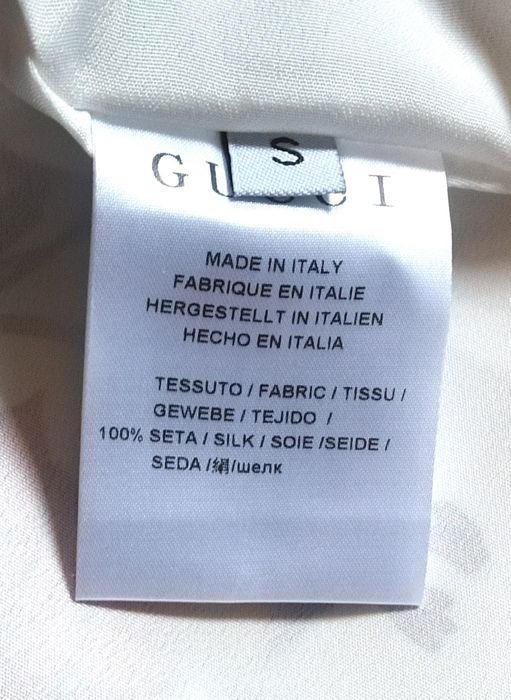 S
GUCCI
MADE IN ITALY
FABRIQUE EN ITALIE
HERGESTELLT IN ITALIEN
HECHO EN ITALIA
TESSUTO / FABRIC / TISSU /
GEWEBE / TEJIDO /
100% SETA / SILK / SOIE /SEIDE /
SEDA /絹/шелк